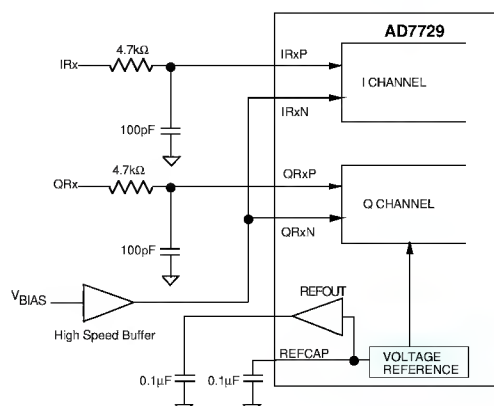 AD7729
IRx
4.7kΩ
IRxP
I CHANNEL
IRxN
100pF
4.7kΩ
QRx
QRxP
Q CHANNEL
QRxN
100pF
VBIAS
High Speed Buffer
REFOUT
REFCAP
VOLTAGE
REFERENCE
0.1µF
0.1µF